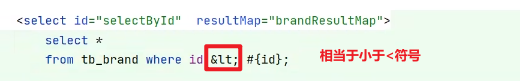 <select id="selectById"  resultMap="brandResultMap">
select *
from tb_brand where id &lt; #{id};  相当于小于<符号